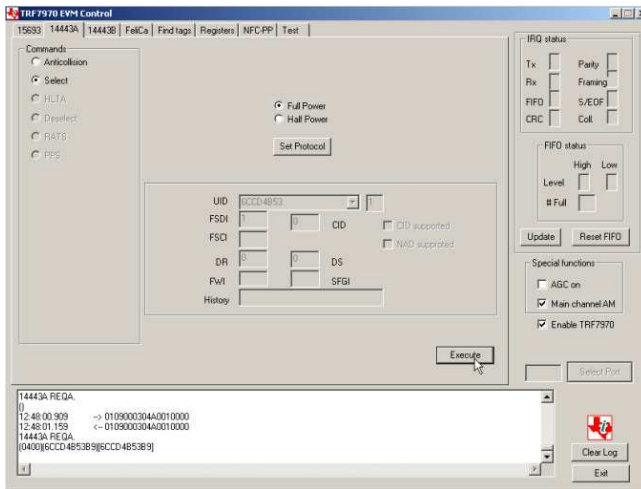 TRF7970 EVM Control
15693 14443A 14443B FeliCa Find tags Registers NFC-PP Test
Commands
Anticollision
Select
HLTA
Deselect
RATS
PPS
Full Power
Half Power
Set Protocol
UID 6CCD4B53 1
FSDI 1 0 CID CID supported
FSCI NAD supproted
DR 8 0 DS
FWI SFGI
History
Execute
IRQ status
Tx Parity
Rx Framing
FIFO S/EOF
CRC Coll.
FIFO status
High Low
Level
# Full
Update Reset FIFO
Special functions
AGC on
Main channel AM
Enable TRF7970
Select Port
14443A REQA.
()
12:48:00.909 --> 0109000304A0010000
12:48:01.159 <-- 0109000304A0010000
14443A REQA.
(0400)[6CCD4B53B9][6CCD4B53B9]
Clear Log
Exit